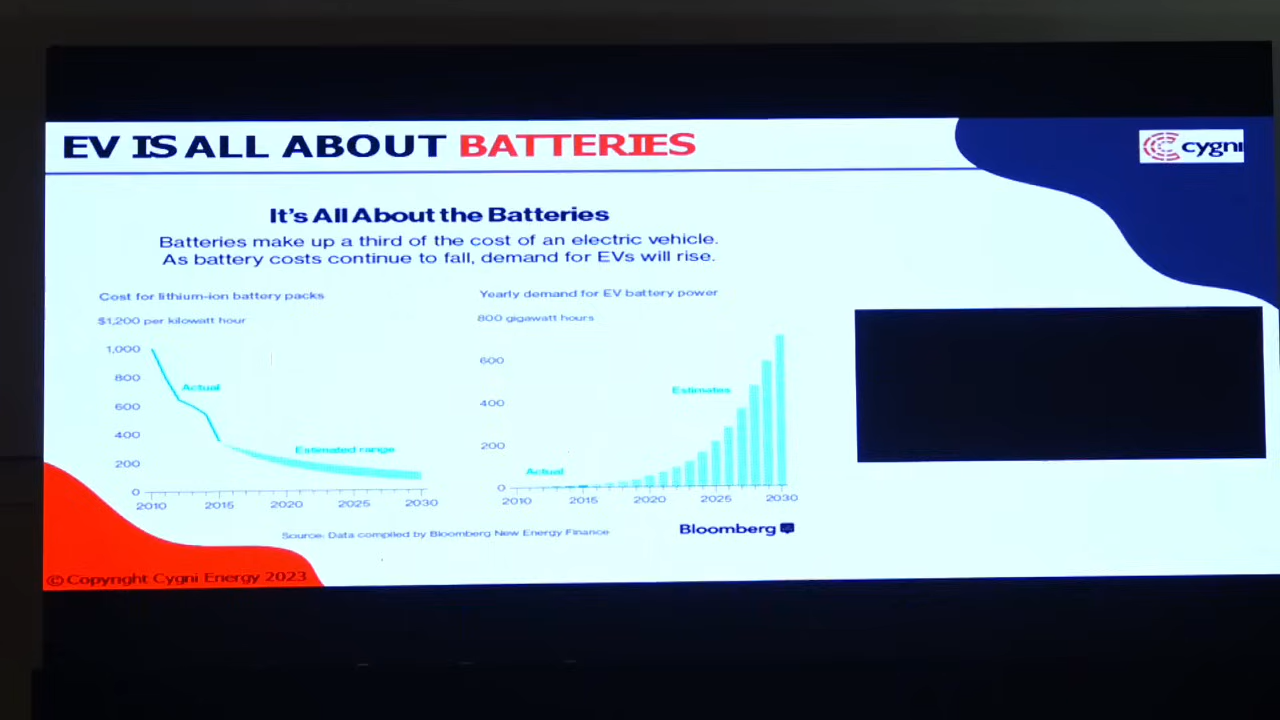 EV IS ALL ABOUT BATTERIES
cygni
It's All About the Batteries
Batteries make up a third of the cost of an electric vehicle.
As battery costs continue to fall, demand for EVs will rise.
Cost for lithium-ion battery packs
$1,200 per kilowatt hour
1,000
800
600
400
200
0
Actual
Estimated range
2010 2015 2020 2025 2030
Yearly demand for EV battery power
800 gigawatt hours
600
400
200
0
Actual
Estimates
2010 2015 2020 2025 2030
Source: Data compiled by Bloomberg New Energy Finance
Bloomberg
© Copyright Cygni Energy 2023